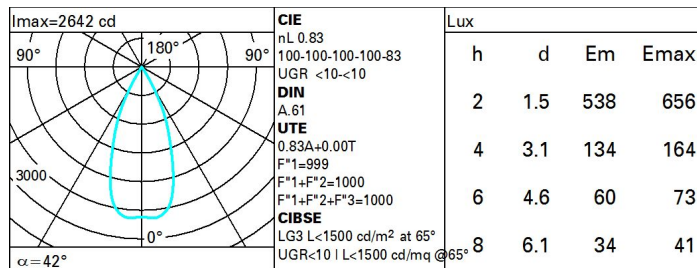 Imax=2642 cd
90°
180°
90°
3000
0°
α=42°
CIE
nL 0.83
100-100-100-100-83
UGR <10-<10
DIN
A.61
UTE
0.83A+0.00T
F"1=999
F"1+F"2=1000
F"1+F"2+F"3=1000
CIBSE
LG3 L<1500 cd/m² at 65°
UGR<10 | L<1500 cd/mq @65°
Lux
h d Em Emax
2 1.5 538 656
4 3.1 134 164
6 4.6 60 73
8 6.1 34 41